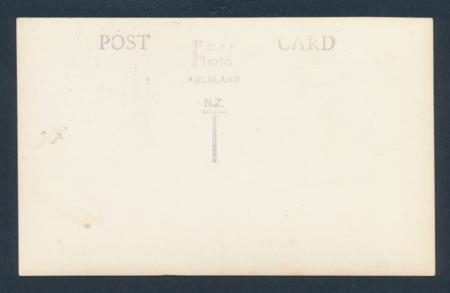 POST CARD
Parr
Photo
AUCKLAND
N.Z.